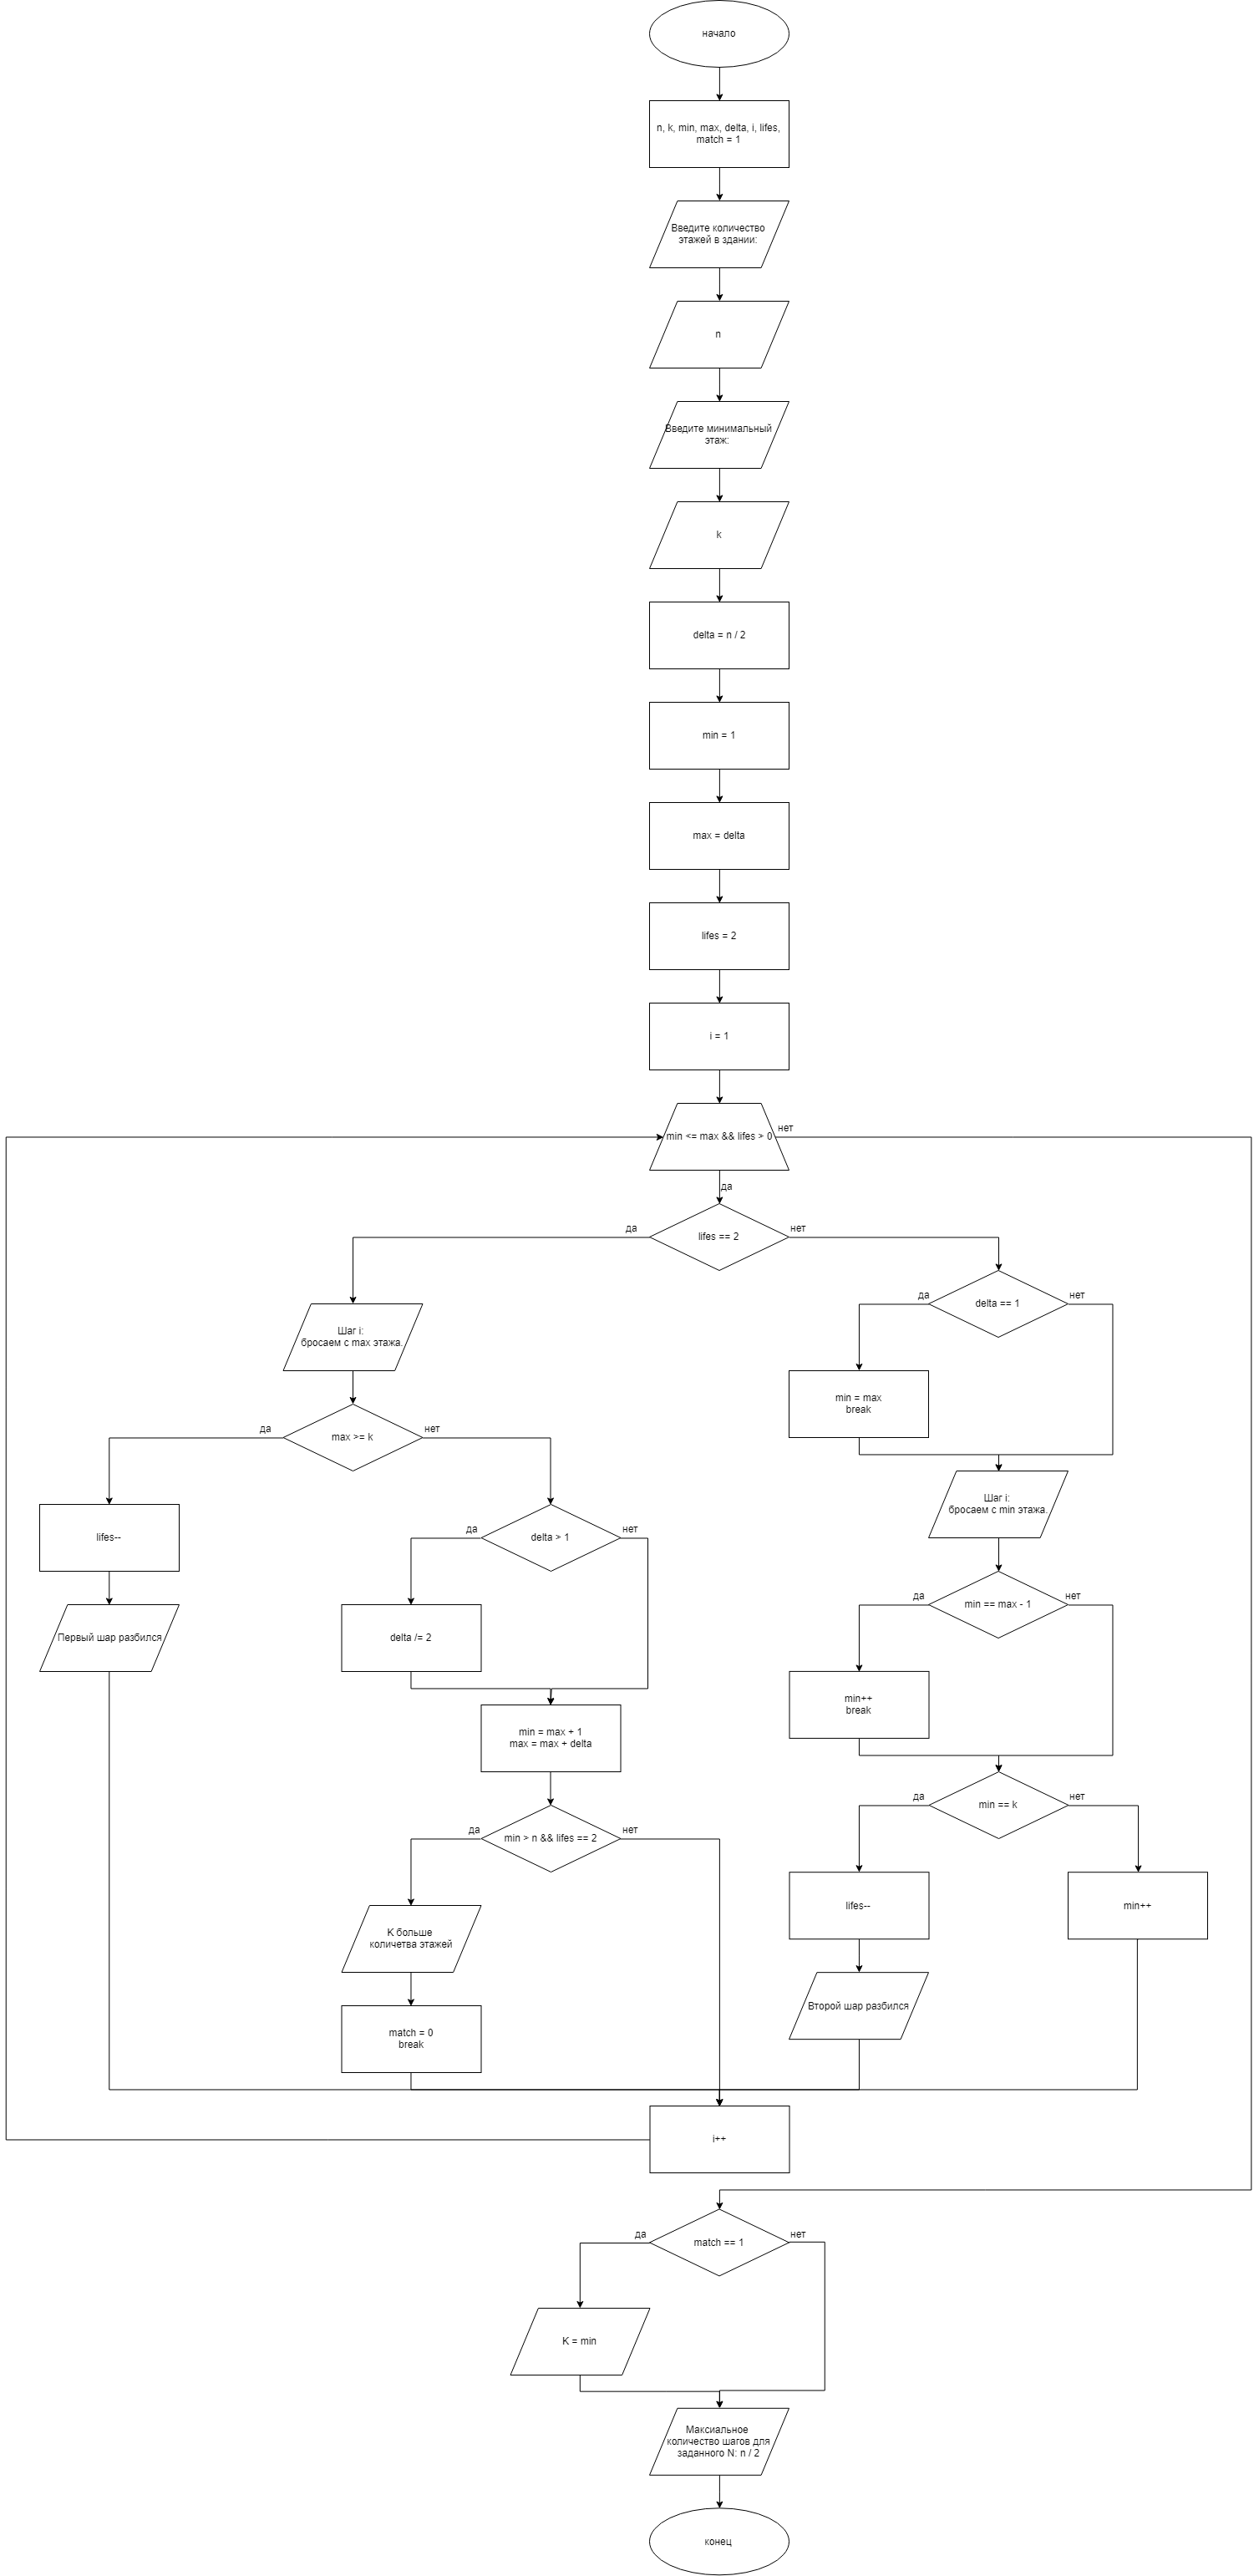 начало
n, k, min, max, delta, i, lifes,
match = 1
Введите количество
этажей в здании:
n
Введите минимальный
этаж:
k
delta = n / 2
min = 1
max = delta
lifes = 2
i = 1
min <= max && lifes > 0
нет
да
lifes == 2
да
нет
delta == 1
да
нет
Шаг i:
бросаем с max этажа.
min = max
break
max >= k
да
нет
Шаг i:
бросаем с min этажа.
lifes--
delta > 1
да
нет
min == max - 1
да
нет
Первый шар разбился
delta /= 2
min++
break
min = max + 1
max = max + delta
min == k
да
нет
min > n && lifes == 2
да
нет
lifes--
min++
K больше
количетва этажей
Второй шар разбился
match = 0
break
i++
match == 1
да
нет
K = min
Максиальное
количество шагов для
заданного N: n / 2
конец